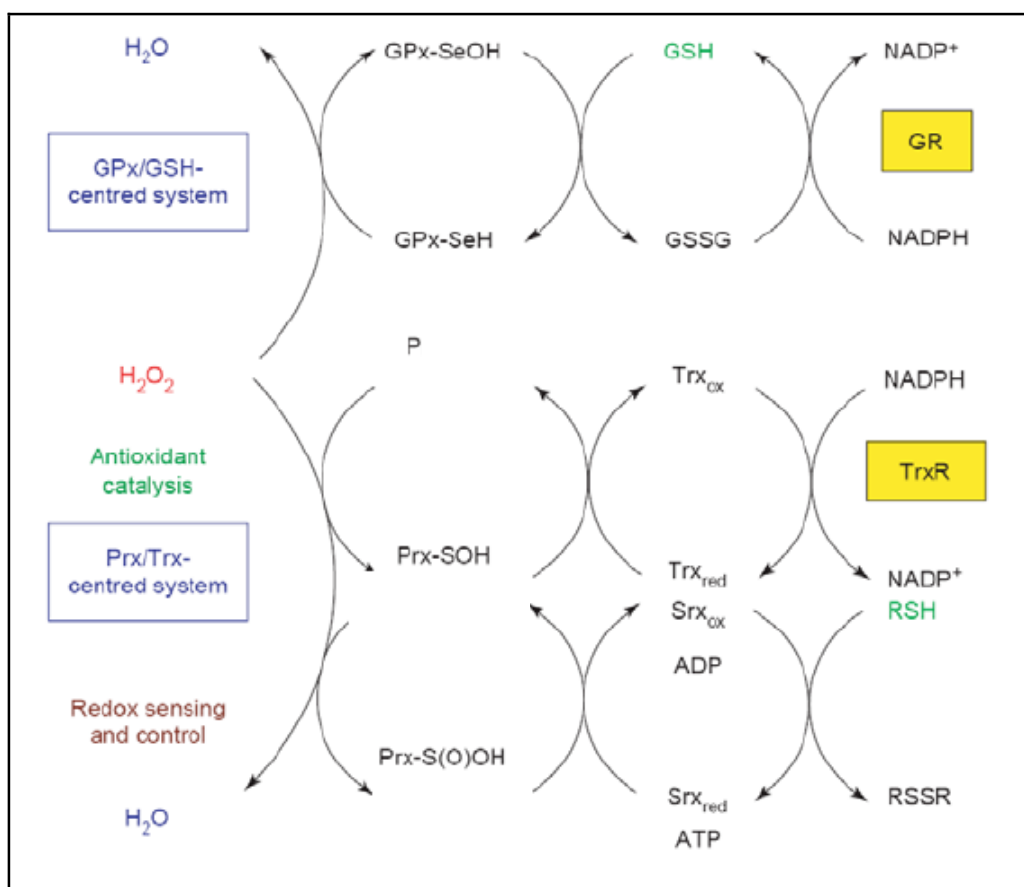 H₂O
GPx-SeOH
GSH
NADP⁺
GPx/GSH-
centred system
GR
GPx-SeH
GSSG
NADPH
P
H₂O₂
Trxₒₓ
NADPH
Antioxidant
catalysis
TrxR
Prx/Trx-
centred system
Prx-SOH
Trx_red
NADP⁺
Srxₒₓ
RSH
ADP
Redox sensing
and control
Prx-S(O)OH
Srx_red
RSSR
H₂O
ATP